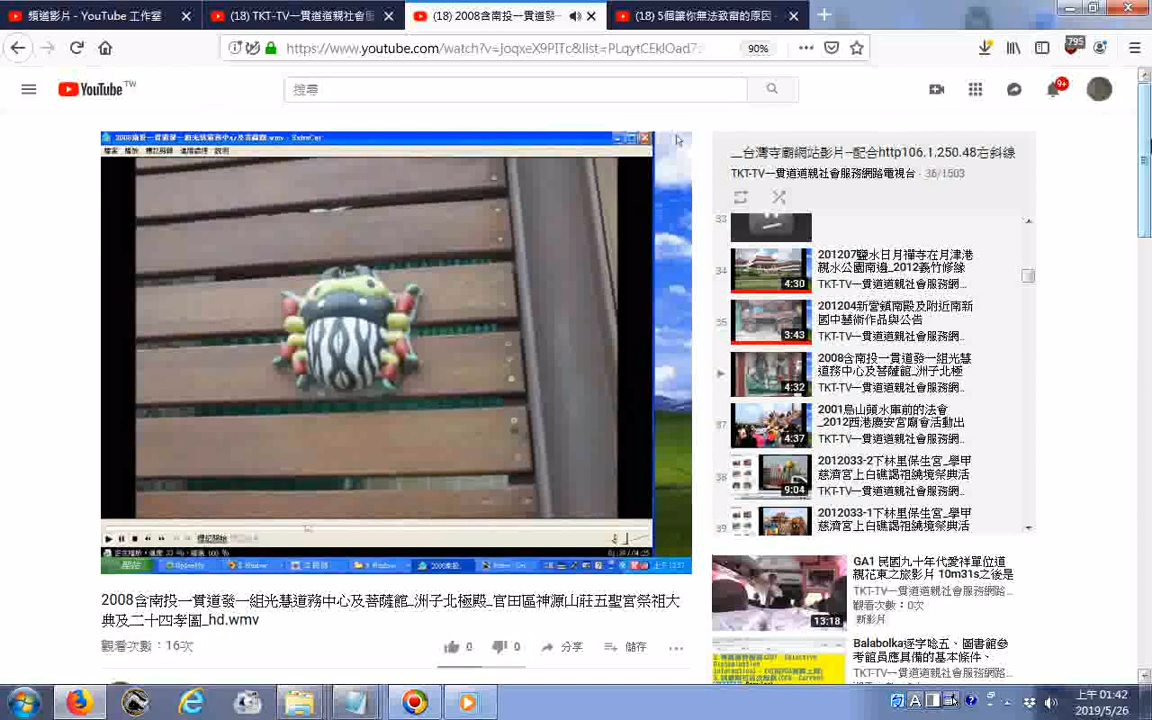 頻道影片 - YouTube 工作室
(18) TKT-TV一貫道道親社會
(18) 2008含南投一貫道發一
(18) 5個讓你無法致富的原因
https://www.youtube.com/watch?v=joqxeX9PITc&list=PLqytCEklOad7
90%
795
YouTube TW
搜尋
9+
二台灣寺廟網站影片--配合http106.1.250.48右斜線
TKT-TV一貫道道親社會服務網路電視台 - 36/1503
33
34
201207鹽水日月禪寺在月津港
親水公園南邊_2012義竹修緣
TKT-TV一貫道道親社會服務網...
4:30
35
201204新營鎮南殿及附近南新
國中藝術作品與公告
TKT-TV一貫道道親社會服務網...
3:43
2008含南投一貫道發一組光慧
道務中心及菩薩館_洲子北極
TKT-TV一貫道道親社會服務網...
4:32
37
2001烏山頭水庫前的法會
_2012西港慶安宮廟會活動出
TKT-TV一貫道道親社會服務網...
4:37
38
2012033-2下林里保生宮_學甲
慈濟宮上白礁謁祖繞境祭典活
TKT-TV一貫道道親社會服務網...
9:04
39
2012033-1下林里保生宮_學甲
慈濟宮上白礁謁祖繞境祭典活
GA1 民國九十年代愛祥單位道
親花東之旅影片 10m31s之後是
TKT-TV一貫道道親社會服務網...
觀看次數：0次
新影片
13:18
Balabolka逐字唸五、圖書館參
考館員應具備的基本條件、
TKT-TV一貫道道親社會服務網...
開始
上午 12:37
2008含南投一貫道發一組光慧道務中心及菩薩館_洲子北極殿_官田區神源山莊五聖宮祭祖大
典及二十四孝圖_hd.wmv
觀看次數：16次
0
0
分享
儲存
上午 01:42
2019/5/26